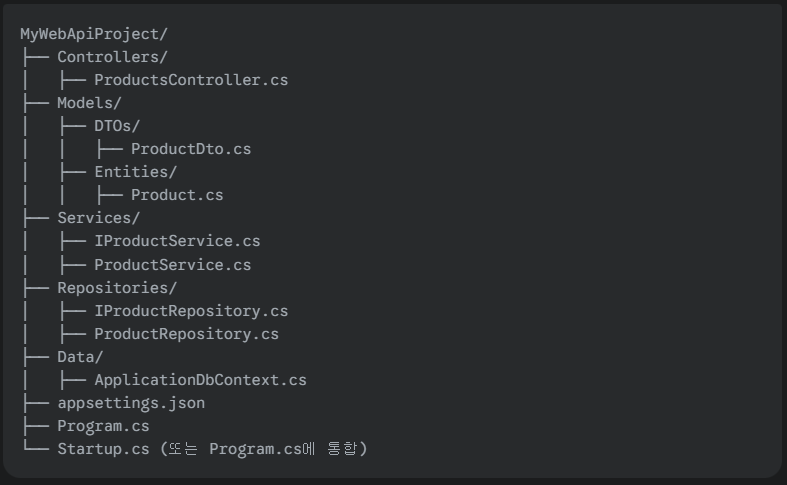 MyWebApiProject/
├── Controllers/
│   ├── ProductsController.cs
├── Models/
│   ├── DTOs/
│   │   ├── ProductDto.cs
│   ├── Entities/
│   │   ├── Product.cs
├── Services/
│   ├── IProductService.cs
│   ├── ProductService.cs
├── Repositories/
│   ├── IProductRepository.cs
│   ├── ProductRepository.cs
├── Data/
│   ├── ApplicationDbContext.cs
├── appsettings.json
├── Program.cs
└── Startup.cs (또는 Program.cs에 통합)